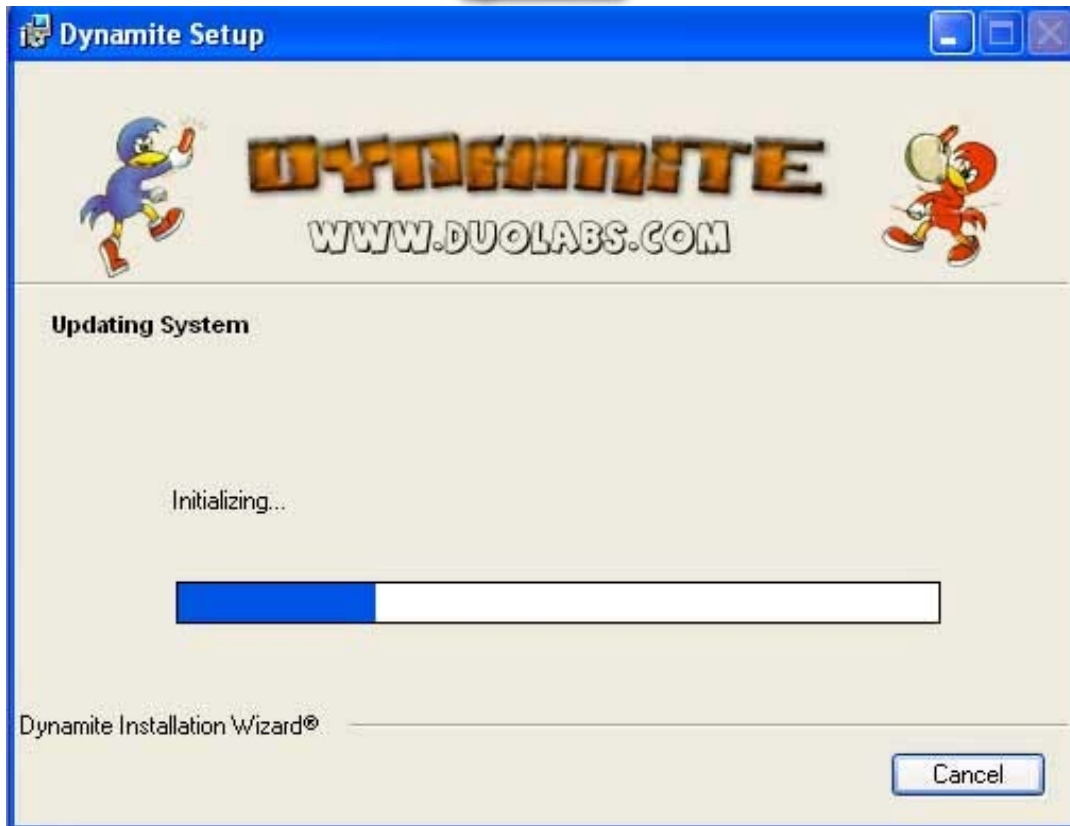 Dynamite Setup
DYNAMITE
WWW.DUOLABS.COM
Updating System
Initializing...
Dynamite Installation Wizard®
Cancel